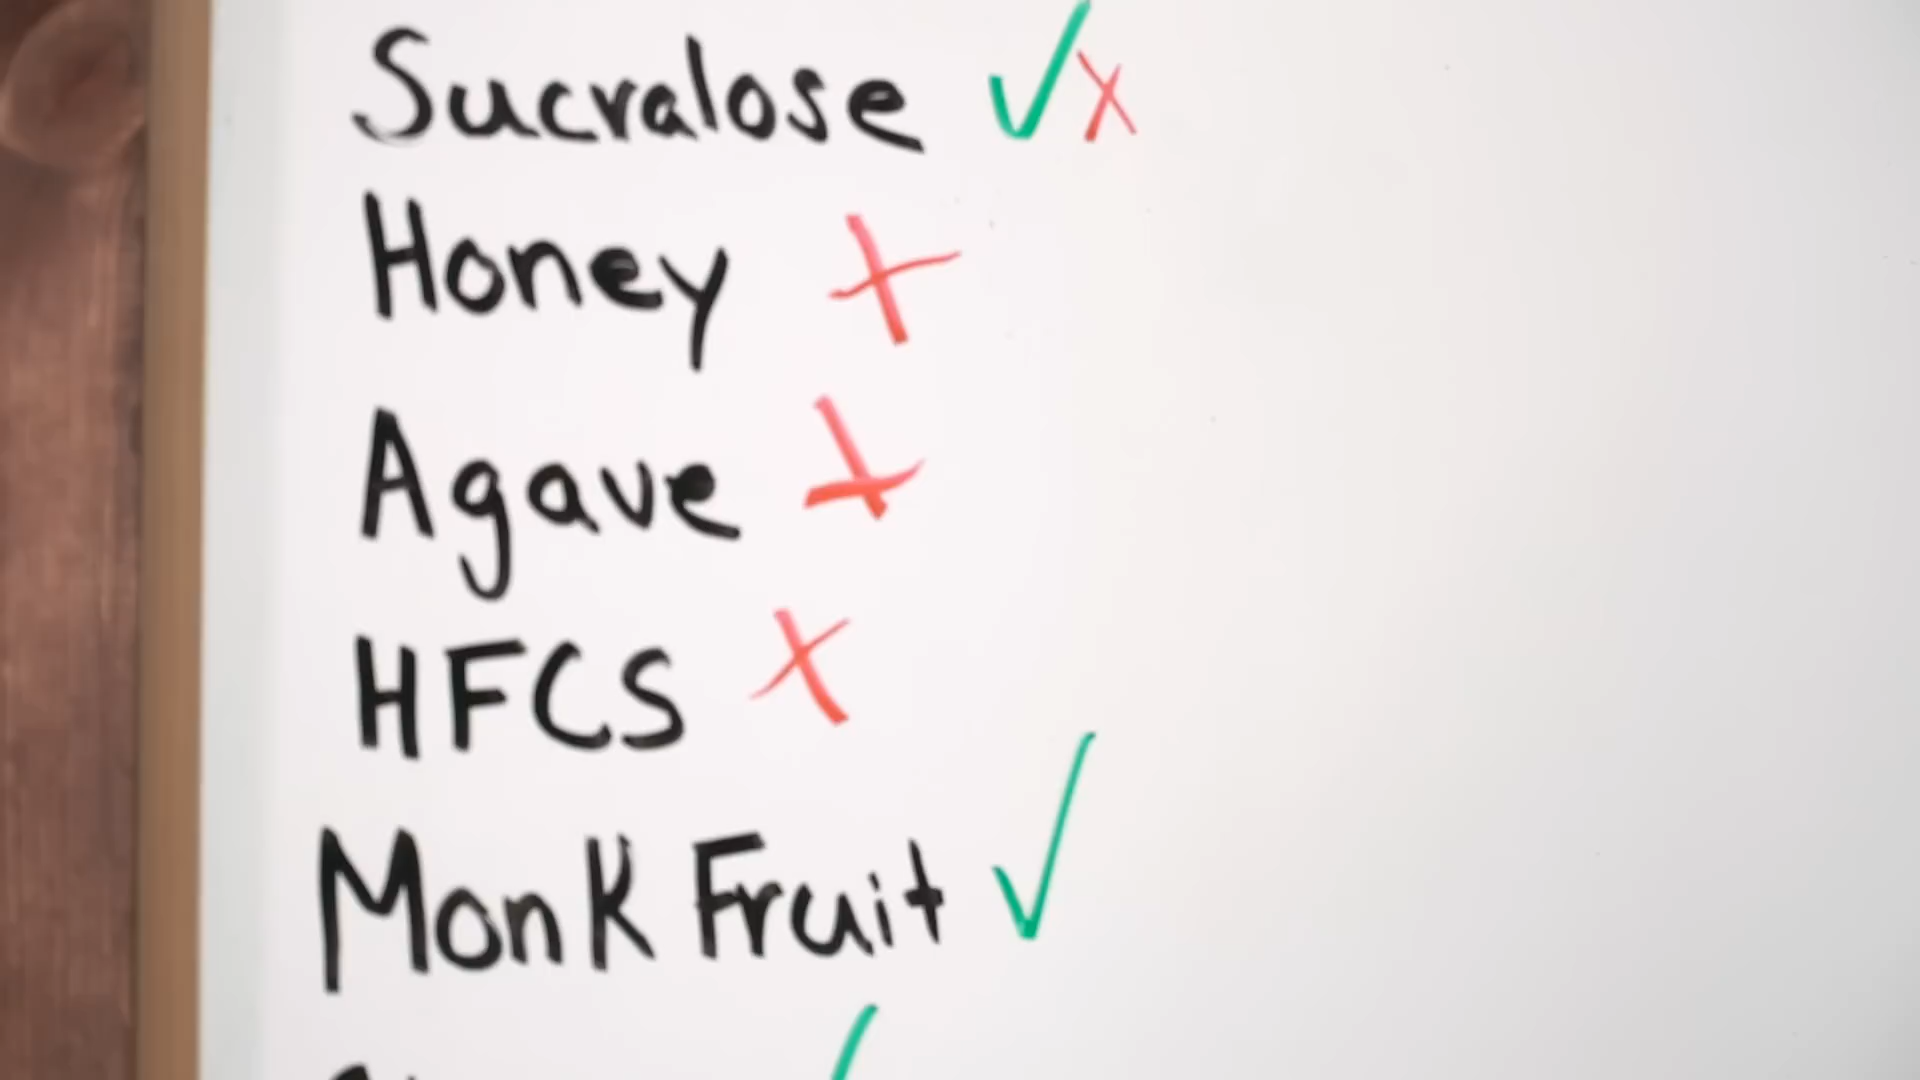 Sucralose ✓x
Honey x
Agave x
HFCS x
Monk Fruit ✓